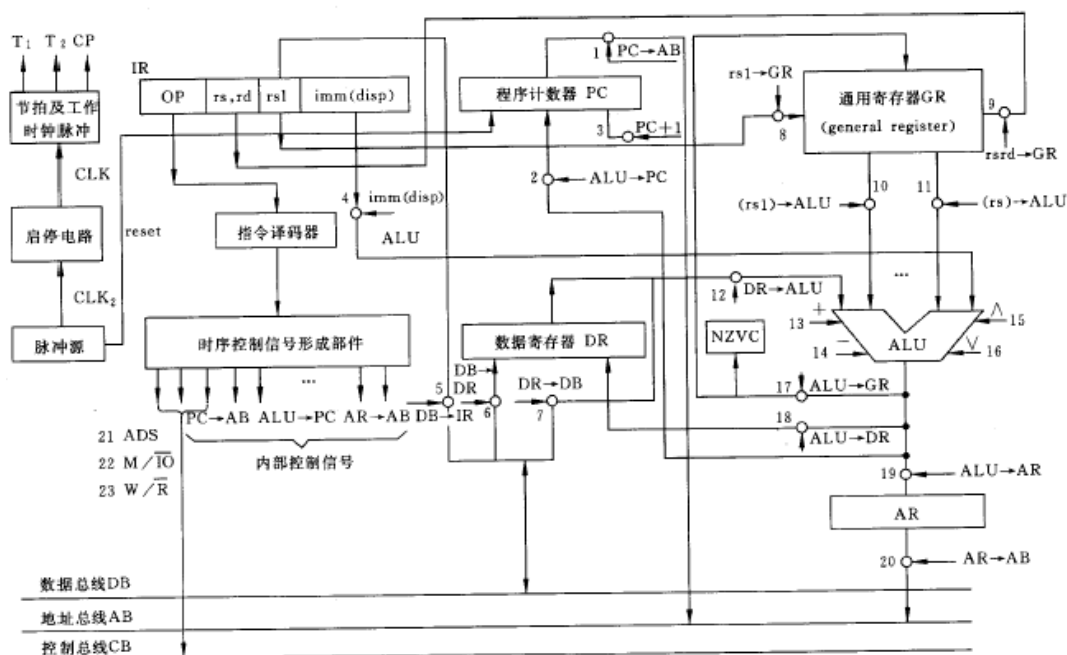 T₁ T₂ CP
节拍及工作
时钟脉冲
CLK
启停电路
CLK₂
脉冲源
reset
IR
OP
rs,rd
rs1
imm(disp)
指令译码器
4
imm(disp)
ALU
时序控制信号形成部件
...
PC→AB ALU→PC AR→AB
内部控制信号
21 ADS
22 M/I̅O̅
23 W/R̅
DB→IR
5
DB→
DR
6
DR→DB
7
程序计数器 PC
1
PC→AB
2
ALU→PC
3
PC+1
数据寄存器 DR
rs1→GR
8
通用寄存器GR
(general register)
9
rsrd→GR
10
11
(rs1)→ALU
(rs)→ALU
...
12
DR→ALU
13
+
14
−
ALU
∧
15
∨
16
NZVC
17
ALU→GR
18
ALU→DR
19
ALU→AR
AR
20
AR→AB
数据总线DB
地址总线AB
控制总线CB